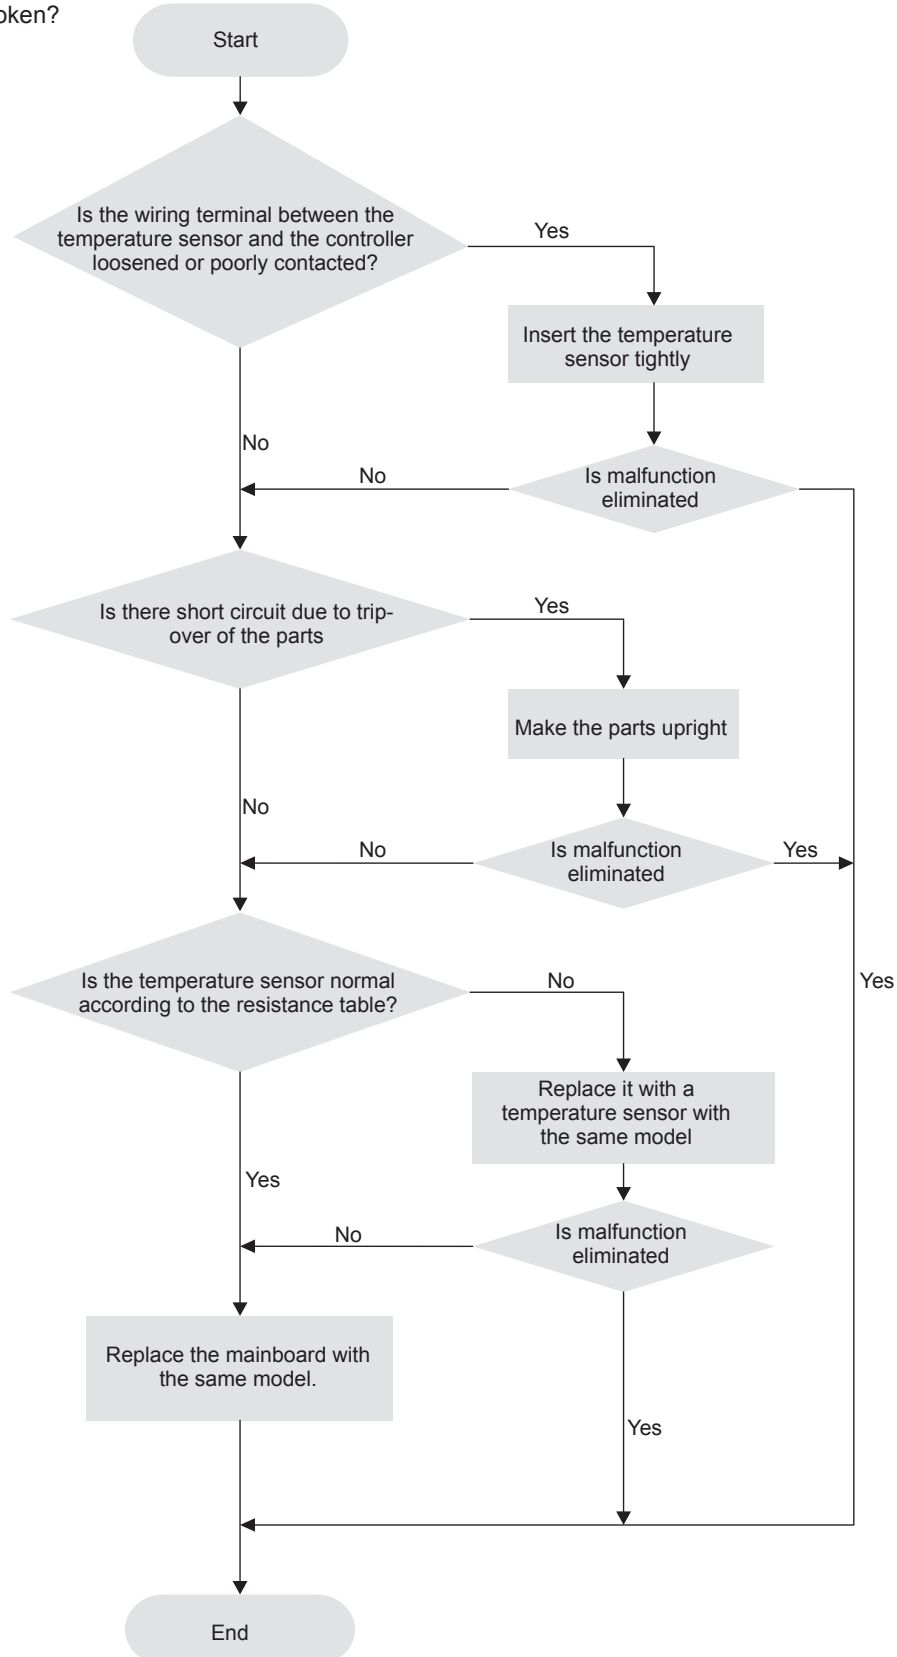 oken?
Start
Is the wiring terminal between the
temperature sensor and the controller
loosened or poorly contacted?
Yes
Insert the temperature
sensor tightly
No
No
Is malfunction
eliminated
Is there short circuit due to trip-
over of the parts
Yes
Make the parts upright
No
No
Is malfunction
eliminated
Yes
Is the temperature sensor normal
according to the resistance table?
No
Yes
Replace it with a
temperature sensor with
the same model
Yes
No
Is malfunction
eliminated
Replace the mainboard with
the same model.
Yes
End